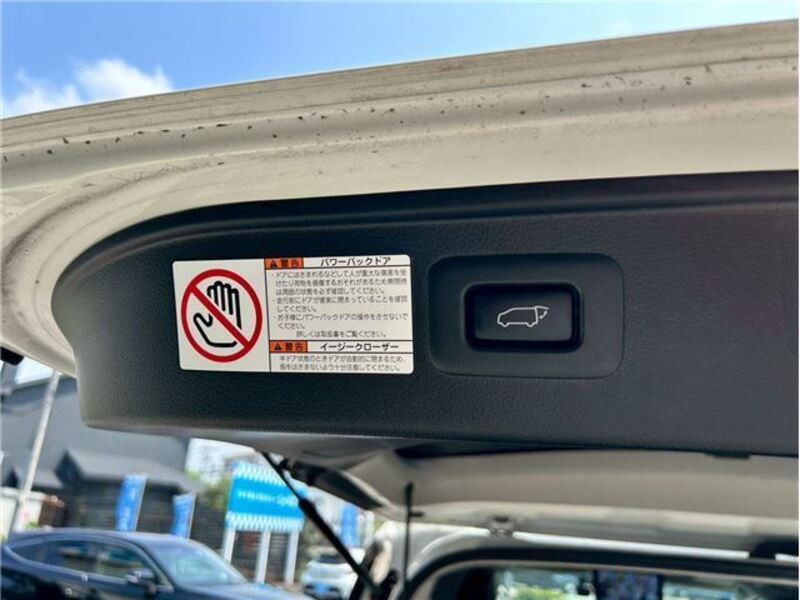 警告 パワーバックドア
・ドアにはさまれるなどして人が重大な傷害を
受けたり荷物を損傷するおそれがあるため開閉時
は周囲の状態を必ず確認してください。
・走行前にドアが確実に閉まっていることを確認
してください。
・お子様にパワーバックドアの操作をさせないで
ください。
詳しくは取扱書をご覧ください。
警告 イージークローザー
半ドア状態のときドアが自動的に閉まるため、
指をはさまないよう十分注意してください。